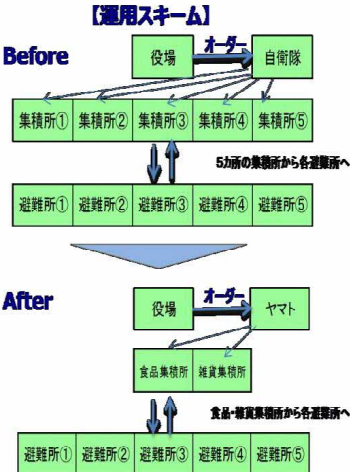 【運用スキーム】
Before
役場
オーダー
自衛隊
集積所① 集積所② 集積所③ 集積所④ 集積所⑤
5カ所の集積所から各避難所へ
避難所① 避難所② 避難所③ 避難所④ 避難所⑤
After
役場
オーダー
ヤマト
食品集積所 雑貨集積所
食品・雑貨集積所から各避難所へ
避難所① 避難所② 避難所③ 避難所④ 避難所⑤